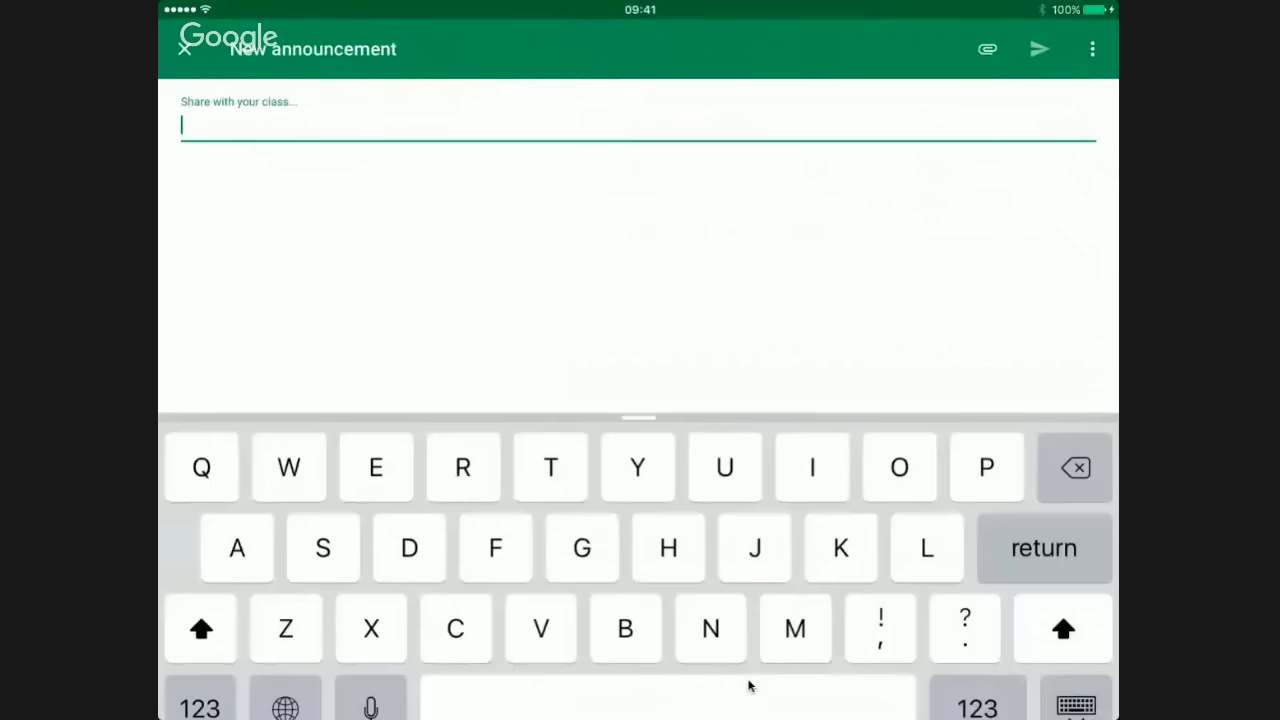 09:41
100%
Google
New announcement
Share with your class...
Q W E R T Y U I O P
A S D F G H J K L return
Z X C V B N M ! , ? .
123 123